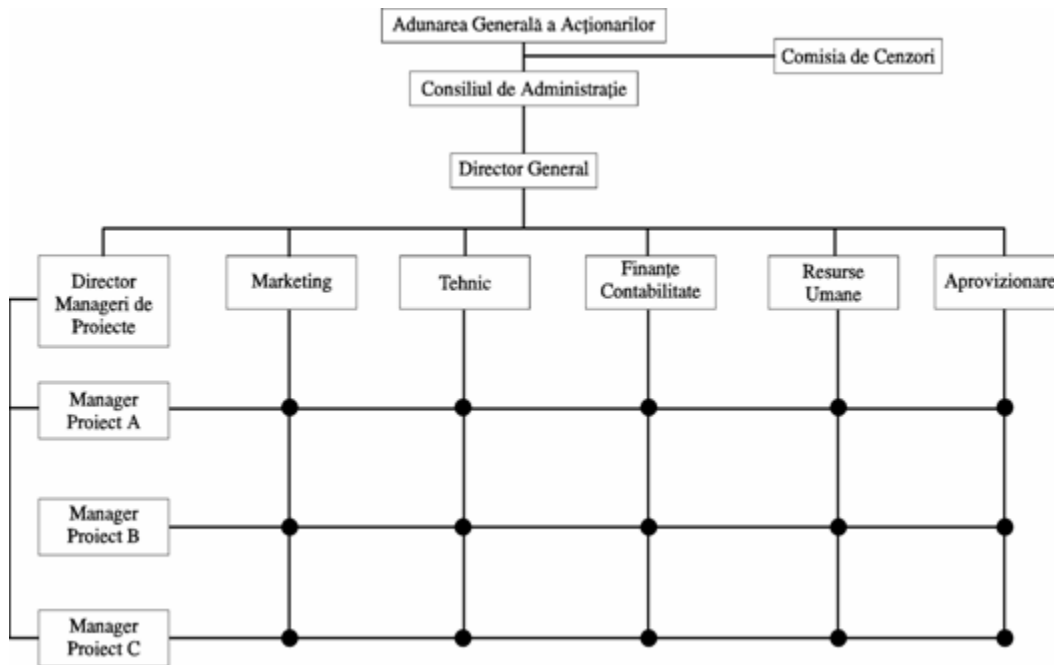 Adunarea Generală a Acționarilor
Comisia de Cenzori
Consiliul de Administrație
Director General
Director
Manageri de
Proiecte
Marketing
Tehnic
Finanțe
Contabilitate
Resurse
Umane
Aprovizionare
Manager
Proiect A
Manager
Proiect B
Manager
Proiect C